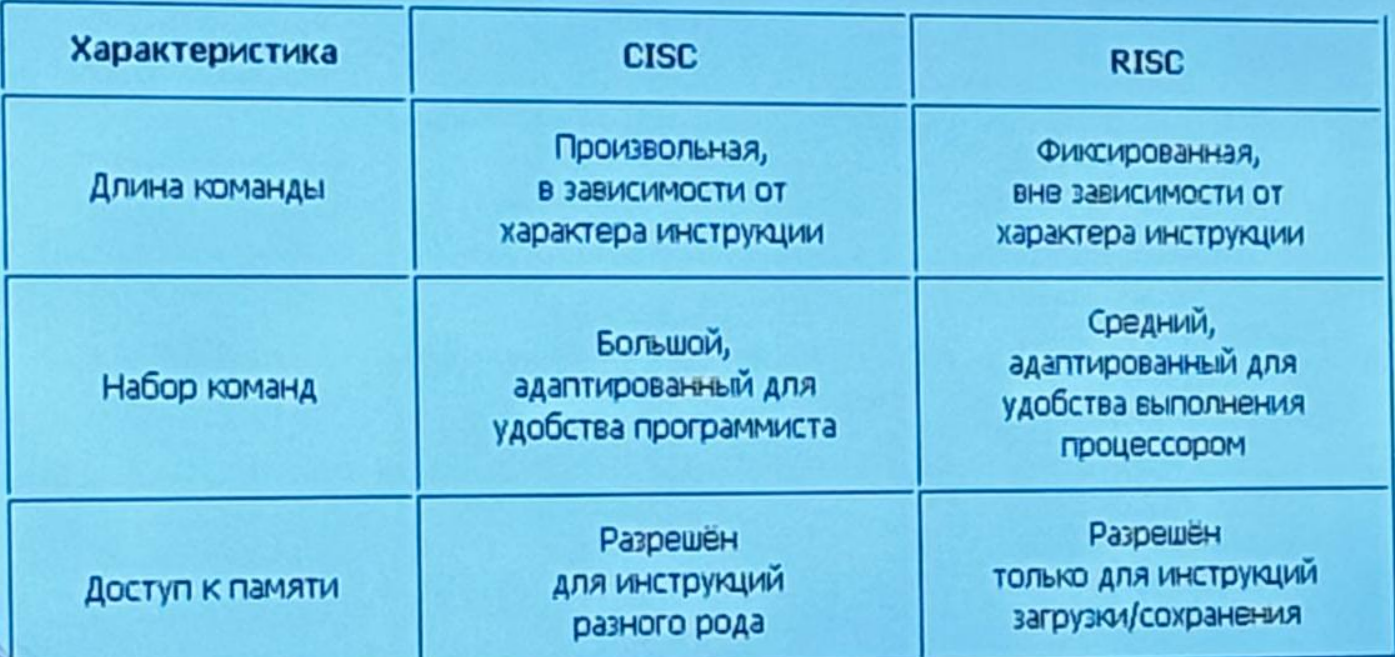 Характеристика
CISC
RISC
Длина команды
Произвольная,
в зависимости от
характера инструкции
Фиксированная,
вне зависимости от
характера инструкции
Набор команд
Большой,
адаптированный для
удобства программиста
Средний,
адаптированный для
удобства выполнения
процессором
Доступ к памяти
Разрешён
для инструкций
разного рода
Разрешён
только для инструкций
загрузки/сохранения